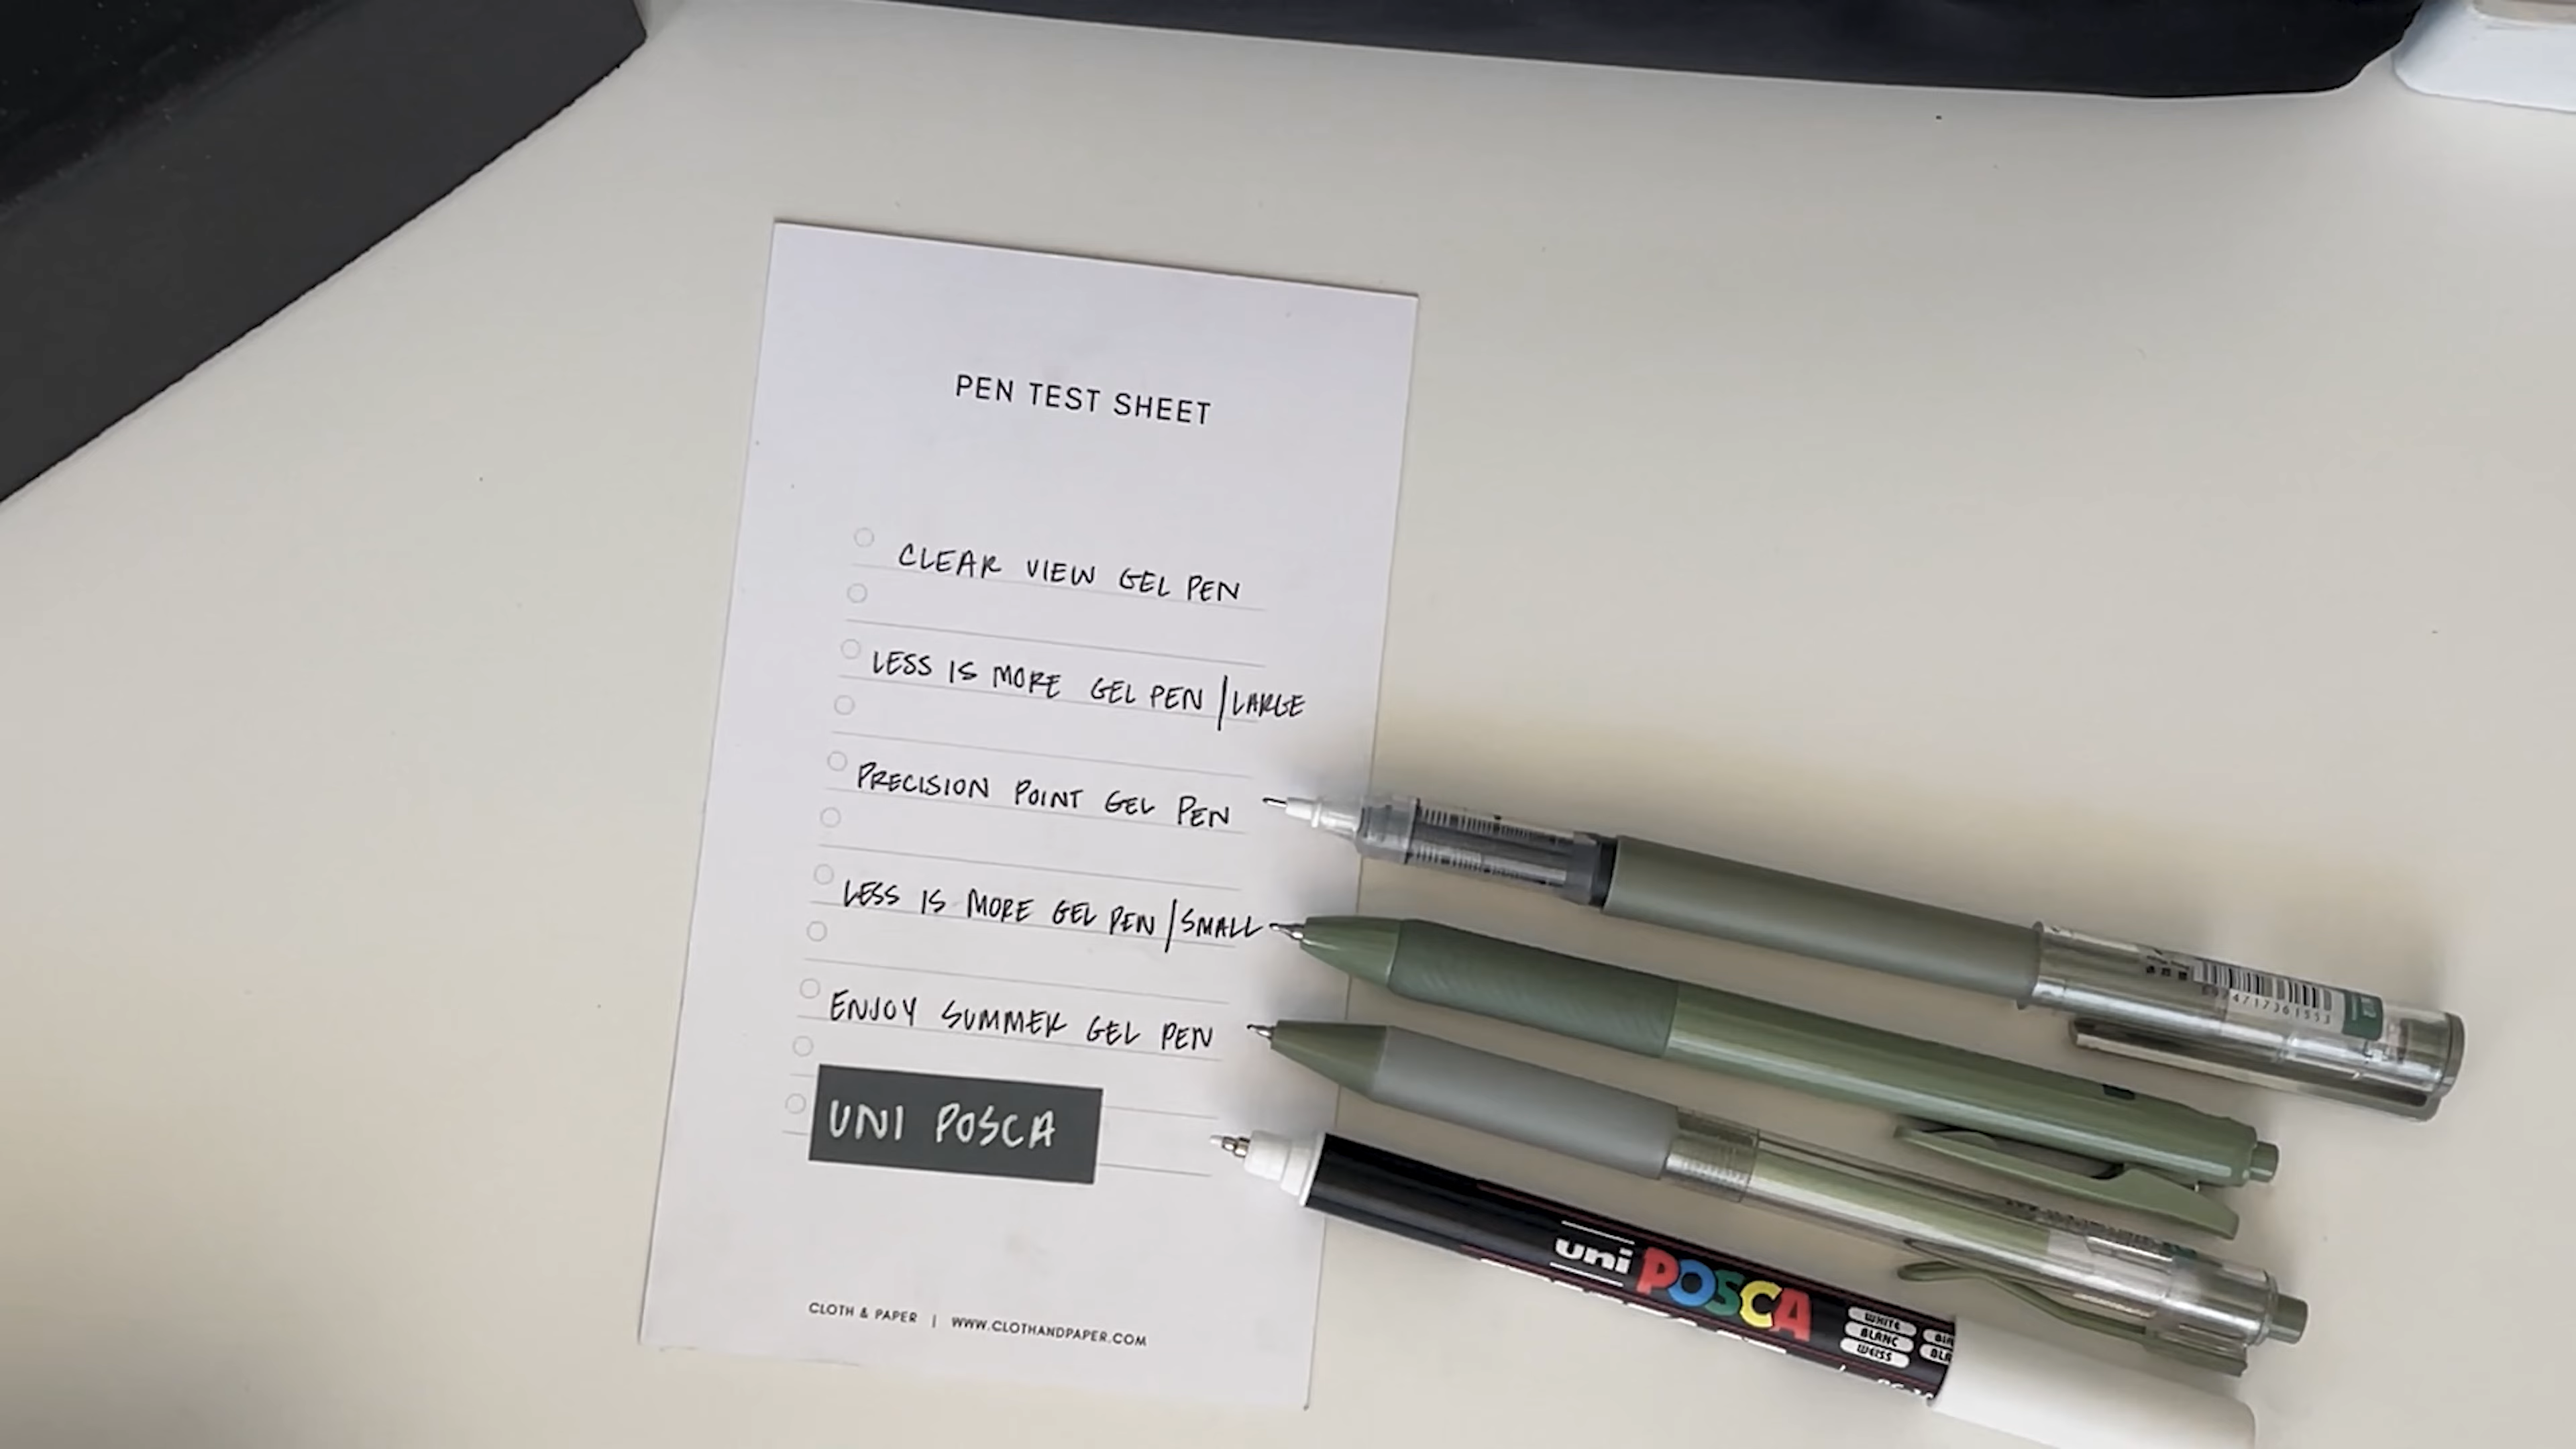 PEN TEST SHEET
CLEAR VIEW GEL PEN
LESS IS MORE GEL PEN / LARGE
PRECISION POINT GEL PEN
LESS IS MORE GEL PEN / SMALL
ENJOY SUMMER GEL PEN
UNI POSCA
CLOTH & PAPER | WWW.CLOTHANDPAPER.COM
uni POSCA
WHITE
BLANC
WEISS